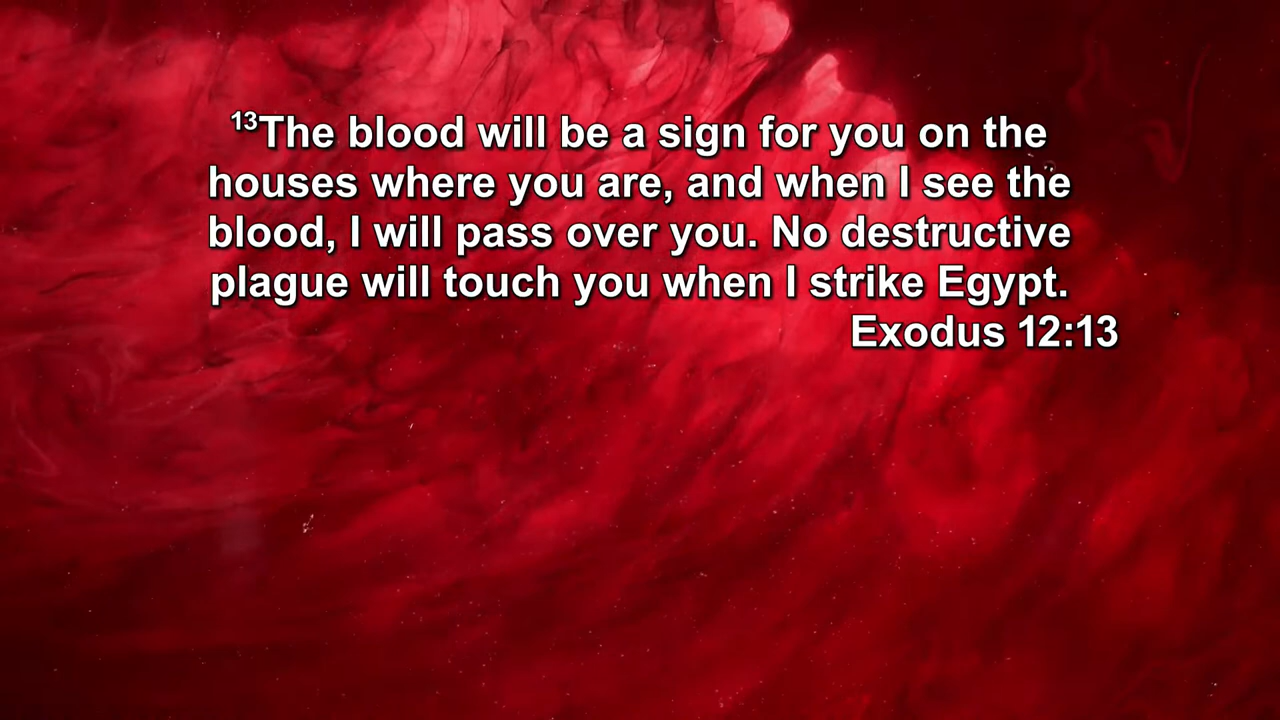 ¹³The blood will be a sign for you on the
houses where you are, and when I see the
blood, I will pass over you. No destructive
plague will touch you when I strike Egypt.
Exodus 12:13